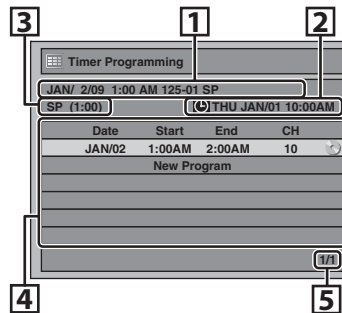 3 1 2
Timer Programming
JAN/ 2/09 1:00 AM 125-01 SP
SP (1:00) THU JAN/01 10:00AM
Date Start End CH
JAN/02 1:00AM 2:00AM 10
New Program
1/1
4 5